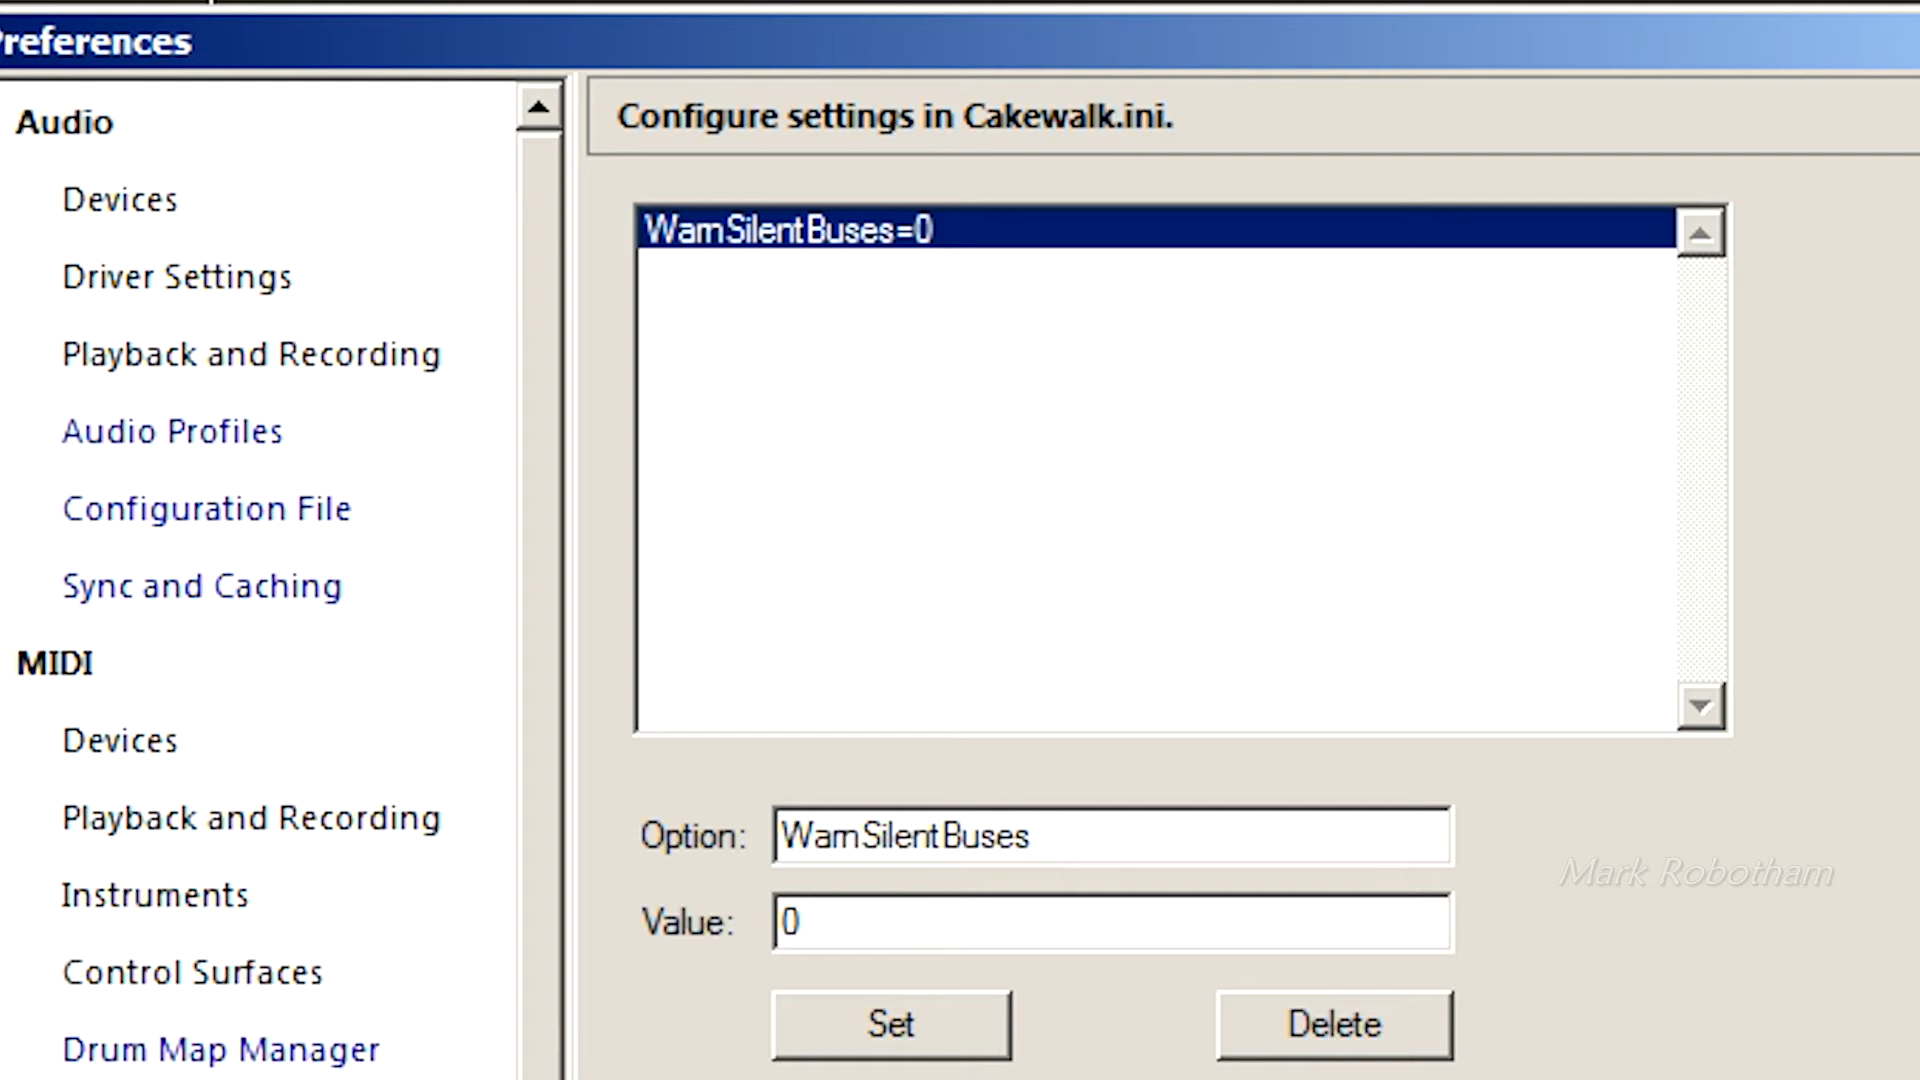 Preferences
Audio
Devices
Driver Settings
Playback and Recording
Audio Profiles
Configuration File
Sync and Caching
MIDI
Devices
Playback and Recording
Instruments
Control Surfaces
Drum Map Manager
Configure settings in Cakewalk.ini.
WarnSilentBuses=0
Option: WarnSilentBuses
Value: 0
Set Delete
Mark Robotham